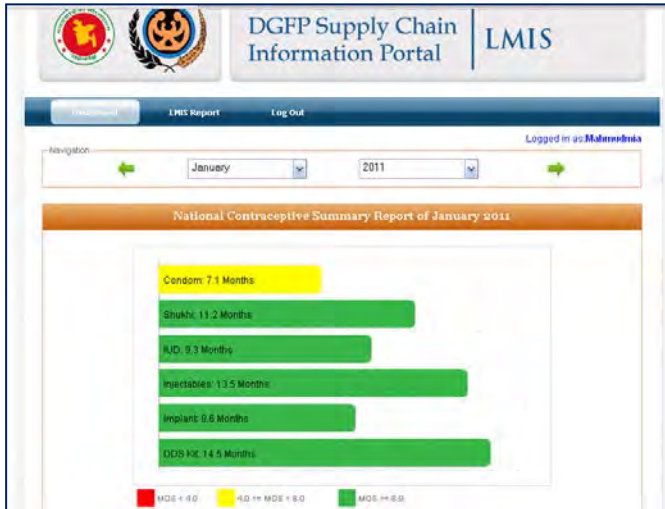 DGFP Supply Chain
Information Portal
LMIS
LMIS Report
Log Out
Logged in as:Mahmudmia
Navigation
January
2011
National Contraceptive Summary Report of January 2011
Condom: 7.1 Months
Shukhi: 11.2 Months
IUD: 9.3 Months
Injectables: 13.5 Months
Implant: 8.6 Months
DDS Kit: 14.5 Months
MOS < 4.0
4.0 >= MOS < 8.0
MOS >= 8.0